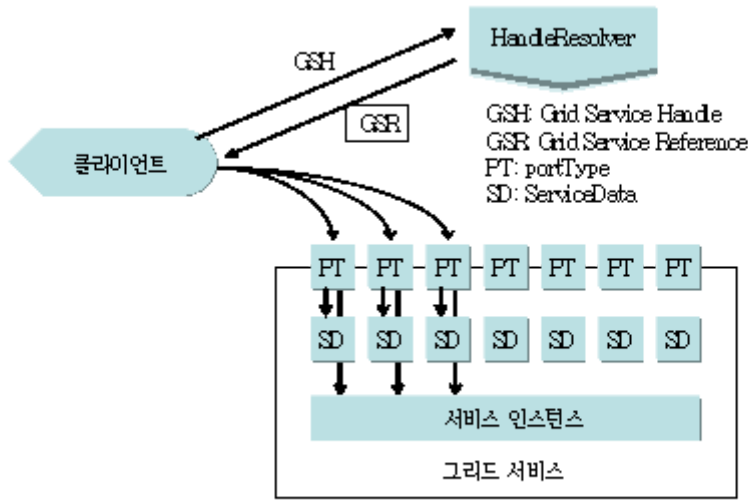 HandleResolver
GSH
GSR
GSH: Grid Service Handle
GSR: Grid Service Reference
PT: portType
SD: ServiceData
클라이언트
PT PT PT PT PT PT PT
SD SD SD SD SD SD SD
서비스 인스턴스
그리드 서비스